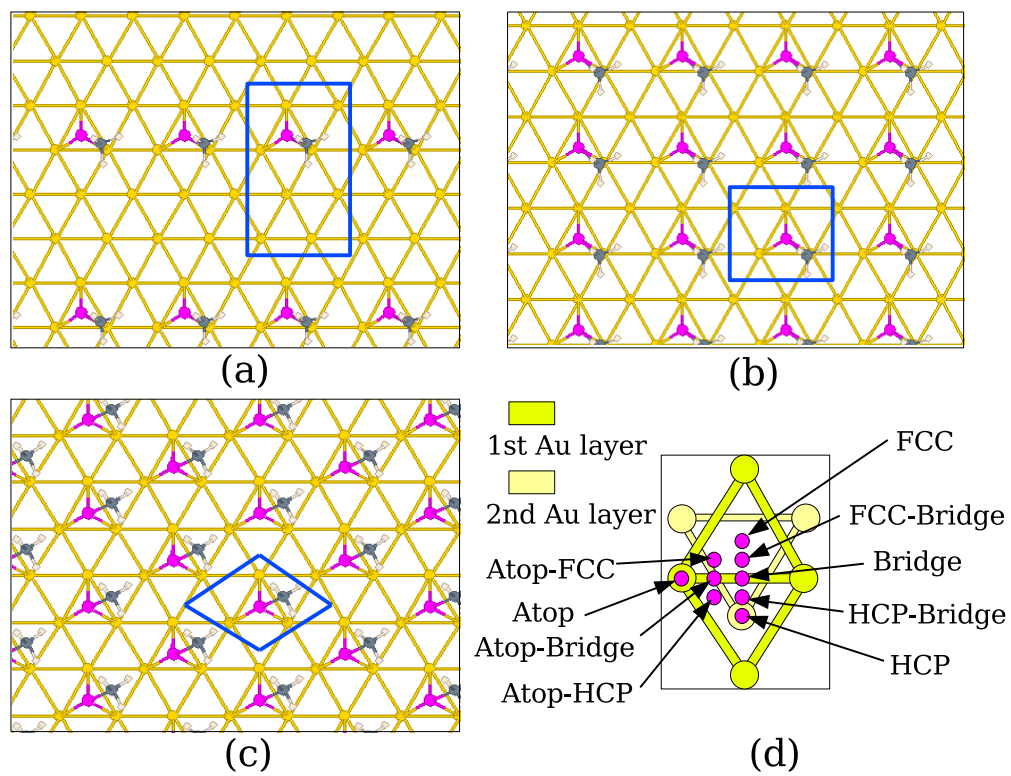 (a)
(b)
1st Au layer
2nd Au layer
FCC
FCC-Bridge
Atop-FCC
Bridge
Atop
HCP-Bridge
Atop-Bridge
HCP
Atop-HCP
(c)
(d)